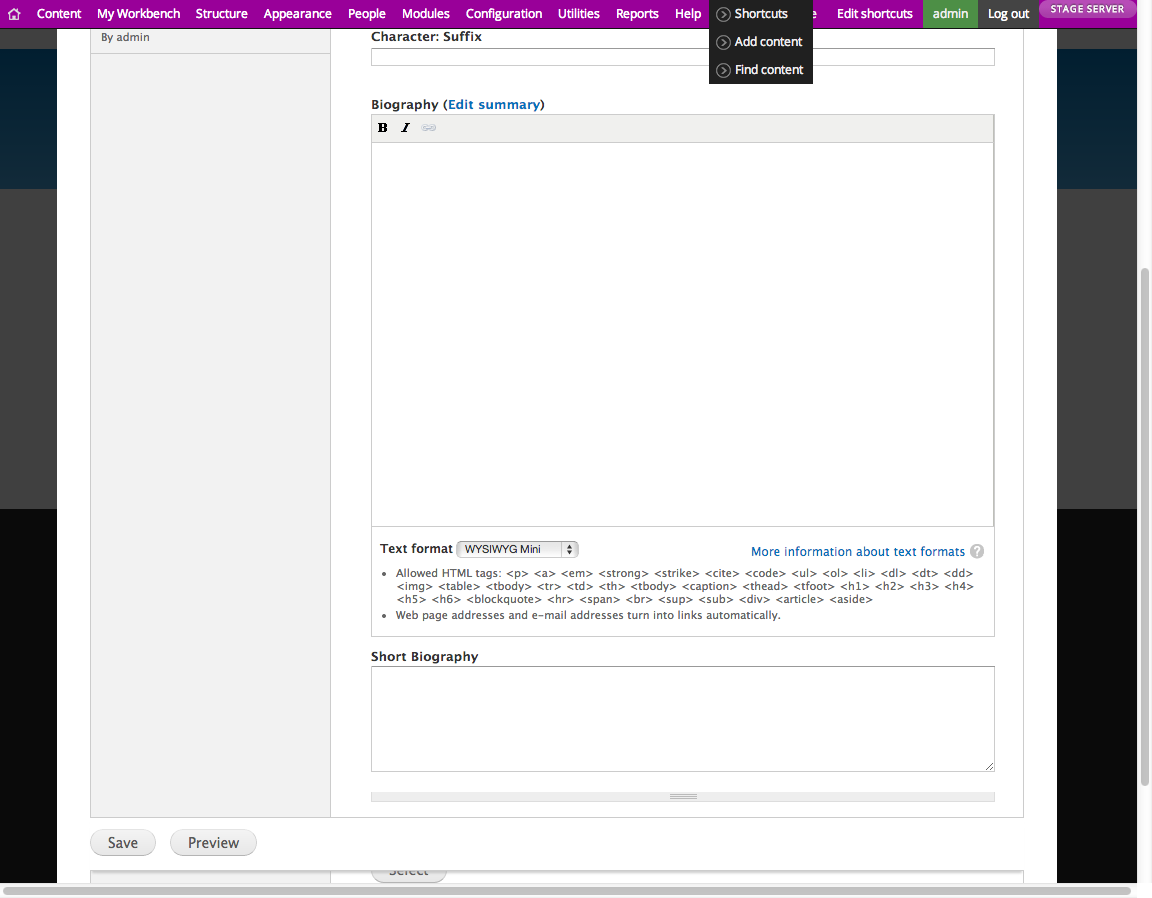 Content My Workbench Structure Appearance People Modules Configuration Utilities Reports Help Shortcuts e Edit shortcuts admin Log out STAGE SERVER
Add content
Find content
By admin
Character: Suffix
Biography (Edit summary)
B I
Text format WYSIWYG Mini More information about text formats ?
• Allowed HTML tags: <p> <a> <em> <strong> <strike> <cite> <code> <ul> <ol> <li> <dl> <dt> <dd>
<img> <table> <tbody> <tr> <td> <th> <tbody> <caption> <thead> <tfoot> <h1> <h2> <h3> <h4>
<h5> <h6> <blockquote> <hr> <span> <br> <sup> <sub> <div> <article> <aside>
• Web page addresses and e-mail addresses turn into links automatically.
Short Biography
Save Preview
Select